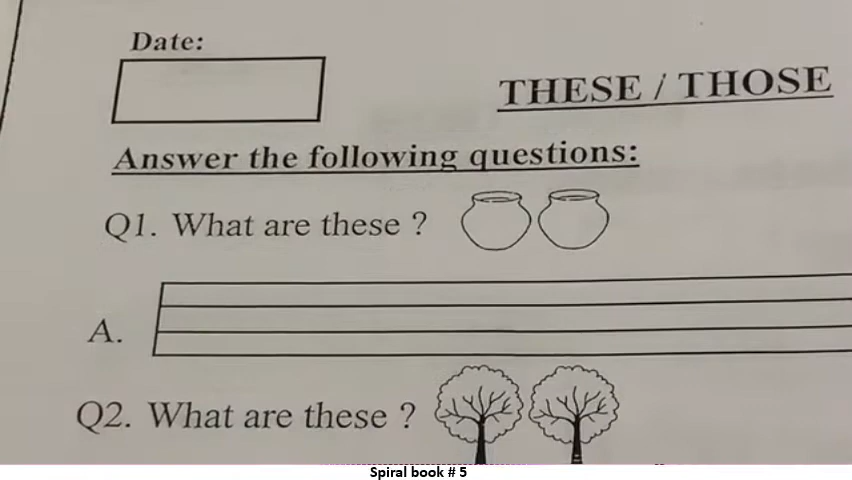 Date:
THESE / THOSE
Answer the following questions:
Q1. What are these ?
A.
Q2. What are these ?
Spiral book # 5